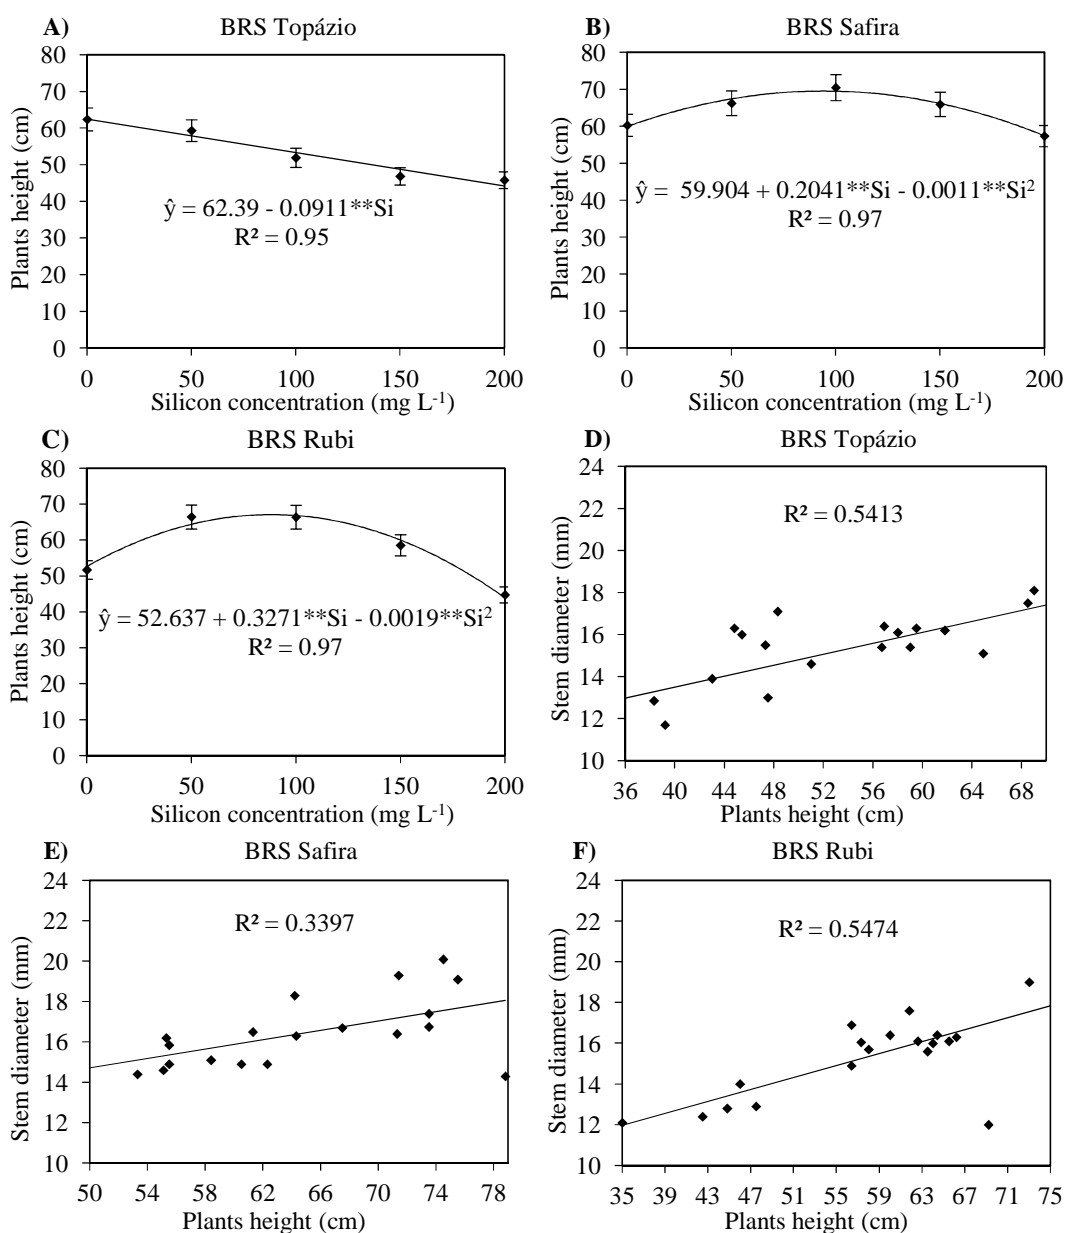 A) BRS Topázio
Plants height (cm)
80
70
60
50
40
30
20
10
0
ŷ = 62.39 - 0.0911**Si
R² = 0.95
0 50 100 150 200
Silicon concentration (mg L⁻¹)
B) BRS Safira
Plants height (cm)
80
70
60
50
40
30
20
10
0
ŷ = 59.904 + 0.2041**Si - 0.0011**Si²
R² = 0.97
0 50 100 150 200
Silicon concentration (mg L⁻¹)
C) BRS Rubi
Plants height (cm)
80
70
60
50
40
30
20
10
0
ŷ = 52.637 + 0.3271**Si - 0.0019**Si²
R² = 0.97
0 50 100 150 200
Silicon concentration (mg L⁻¹)
D) BRS Topázio
Stem diameter (mm)
24
22
20
18
16
14
12
10
R² = 0.5413
36 40 44 48 52 56 60 64 68
Plants height (cm)
E) BRS Safira
Stem diameter (mm)
24
22
20
18
16
14
12
10
R² = 0.3397
50 54 58 62 66 70 74 78
Plants height (cm)
F) BRS Rubi
Stem diameter (mm)
24
22
20
18
16
14
12
10
R² = 0.5474
35 39 43 47 51 55 59 63 67 71 75
Plants height (cm)